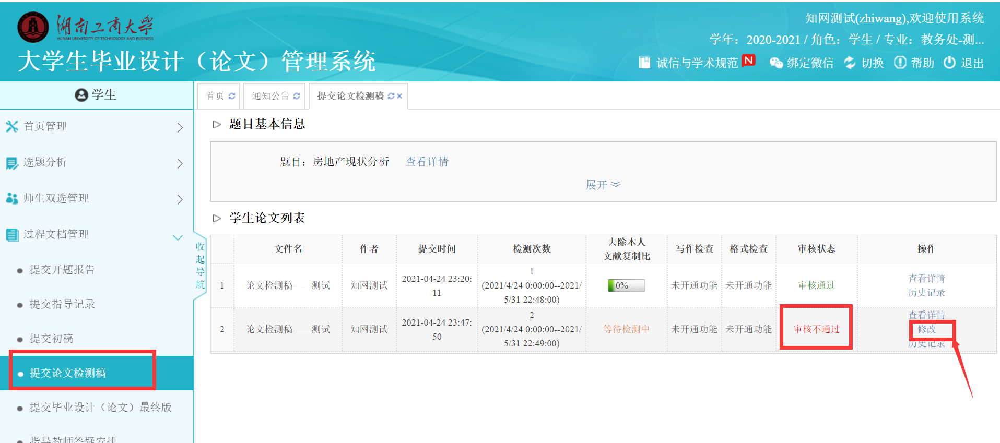 湖南工商大学
HUNAN UNIVERSITY OF TECHNOLOGY AND BUSINESS
大学生毕业设计（论文）管理系统
知网测试(zhiwang),欢迎使用系统
学年：2020-2021 / 角色：学生 / 专业：教务处-测...
诚信与学术规范 N 绑定微信 切换 帮助 退出
学生
首页管理
选题分析
师生双选管理
过程文档管理
提交开题报告
提交指导记录
提交初稿
提交论文检测稿
提交毕业设计（论文）最终版
指导教师答疑安排
收起导航
首页 通知公告 提交论文检测稿
题目基本信息
题目：房地产现状分析 查看详情
展开
学生论文列表
文件名 作者 提交时间 检测次数 去除本人 文献复制比 写作检查 格式检查 审核状态 操作
1 论文检测稿——测试 知网测试 2021-04-24 23:20:11 1 (2021/4/24 0:00:00--2021/5/31 22:48:00) 0% 未开通功能 未开通功能 审核通过 查看详情 历史记录
2 论文检测稿——测试 知网测试 2021-04-24 23:47:50 2 (2021/4/24 0:00:00--2021/5/31 22:49:00) 等待检测中 未开通功能 未开通功能 审核不通过 查看详情 修改 历史记录